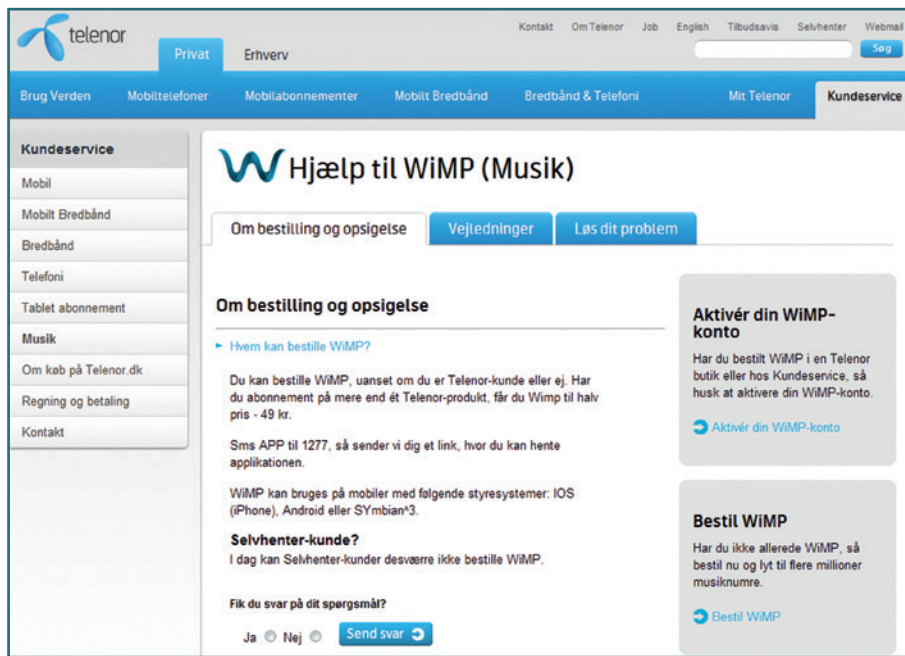 telenor
Kontakt Om Telenor Job English Tilbudsavis Selvhenter Webmail
Søg
Privat Erhverv
Brug Verden Mobiltelefoner Mobilabonnementer Mobilt Bredbånd Bredbånd & Telefoni Mit Telenor Kundeservice
Kundeservice
Mobil
Mobilt Bredbånd
Bredbånd
Telefoni
Tablet abonnement
Musik
Om køb på Telenor.dk
Regning og betaling
Kontakt
Hjælp til WiMP (Musik)
Om bestilling og opsigelse Vejledninger Løs dit problem
Om bestilling og opsigelse
Hvem kan bestille WiMP?
Du kan bestille WiMP, uanset om du er Telenor-kunde eller ej. Har
du abonnement på mere end ét Telenor-produkt, får du Wimp til halv
pris - 49 kr.
Sms APP til 1277, så sender vi dig et link, hvor du kan hente
applikationen.
WiMP kan bruges på mobiler med følgende styresystemer: IOS
(iPhone), Android eller SYmbian^3.
Selvhenter-kunde?
I dag kan Selvhenter-kunder desværre ikke bestille WiMP.
Fik du svar på dit spørgsmål?
Ja Nej Send svar
Aktivér din WiMP-
konto
Har du bestilt WiMP i en Telenor
butik eller hos Kundeservice, så
husk at aktivere din WiMP-konto.
Aktivér din WiMP-konto
Bestil WiMP
Har du ikke allerede WiMP, så
bestil nu og lyt til flere millioner
musiknumre.
Bestil WiMP